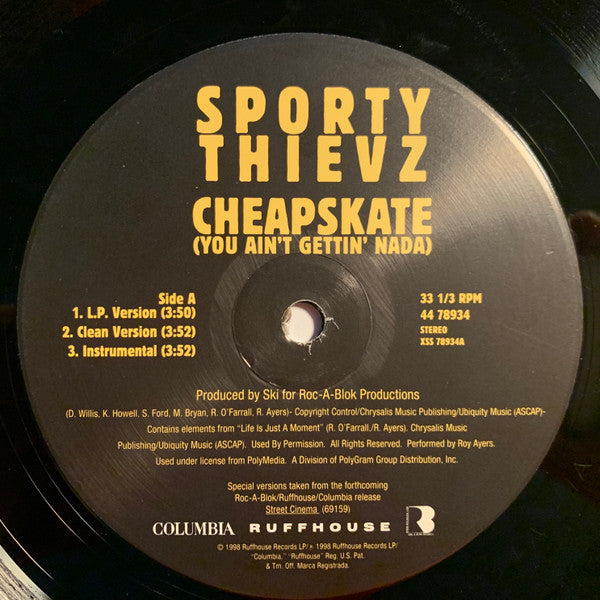 SPORTY
THIEVZ
CHEAPSKATE
(YOU AIN'T GETTIN' NADA)
Side A
1. L.P. Version (3:50)
2. Clean Version (3:52)
3. Instrumental (3:52)
33 1/3 RPM
44 78934
STEREO
XSS 78934A
Produced by Ski for Roc-A-Blok Productions
(D. Willis, K. Howell, S. Ford, M. Bryan, R. O'Farrall, R. Ayers)- Copyright Control/Chrysalis Music Publishing/Ubiquity Music (ASCAP)-
Contains elements from "Life Is Just A Moment" (R. O'Farrall./R. Ayers). Chrysalis Music
Publishing/Ubiquity Music (ASCAP). Used By Permission. All Rights Reserved. Performed by Roy Ayers.
Used under license from PolyMedia. A Division of PolyGram Group Distribution, Inc.
Special versions taken from the forthcoming
Roc-A-Blok/Ruffhouse/Columbia release
Street Cinema (69159)
COLUMBIA RUFFHOUSE
© 1998 Ruffhouse Records LP/℗ 1998 Ruffhouse Records LP/
"Columbia," "Ruffhouse" Reg. U.S. Pat.
& Tm. Off. Marca Registrada.